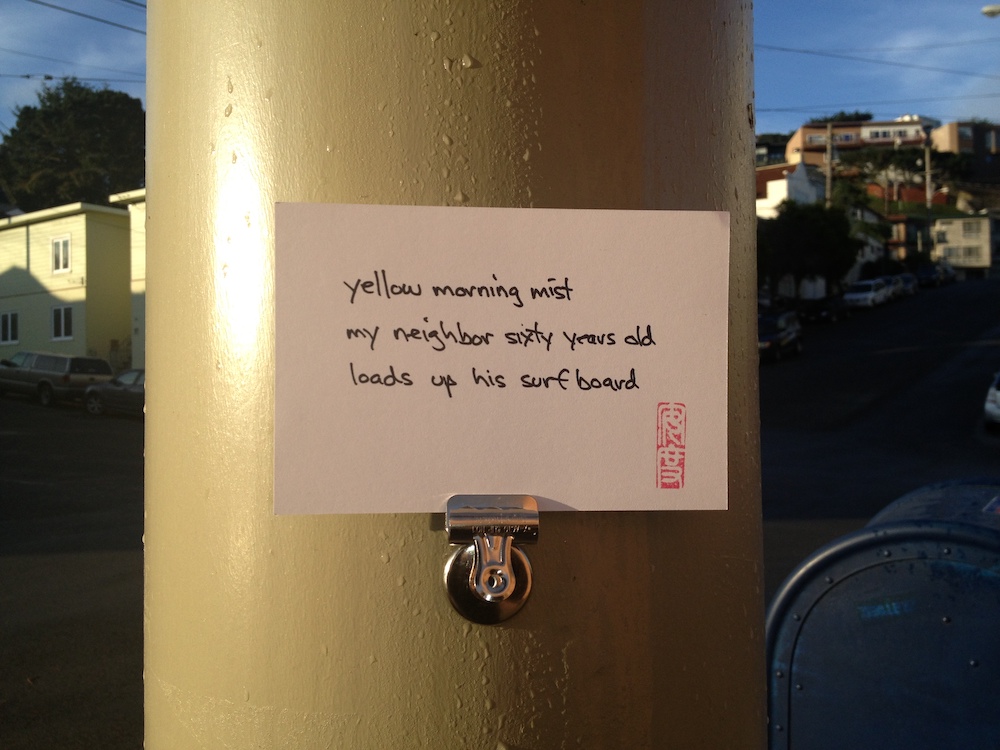 yellow morning mist
my neighbor sixty years old
loads up his surfboard